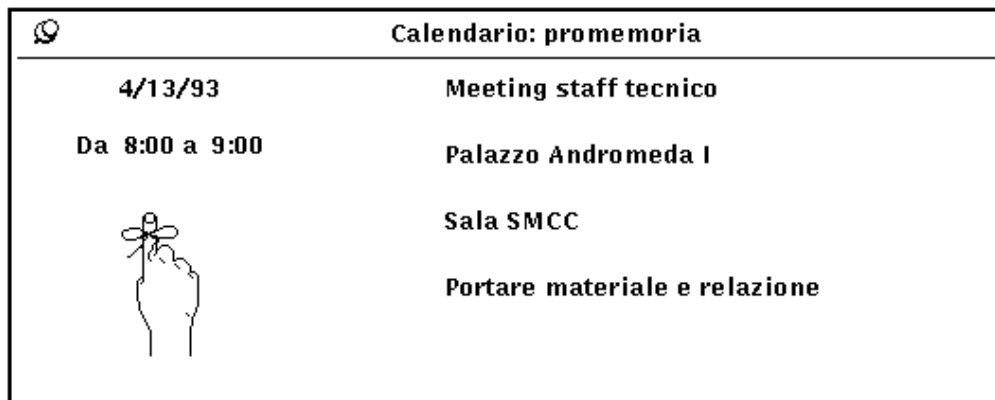 Calendario: promemoria
4/13/93
Da 8:00 a 9:00
Meeting staff tecnico
Palazzo Andromeda I
Sala SMCC
Portare materiale e relazione